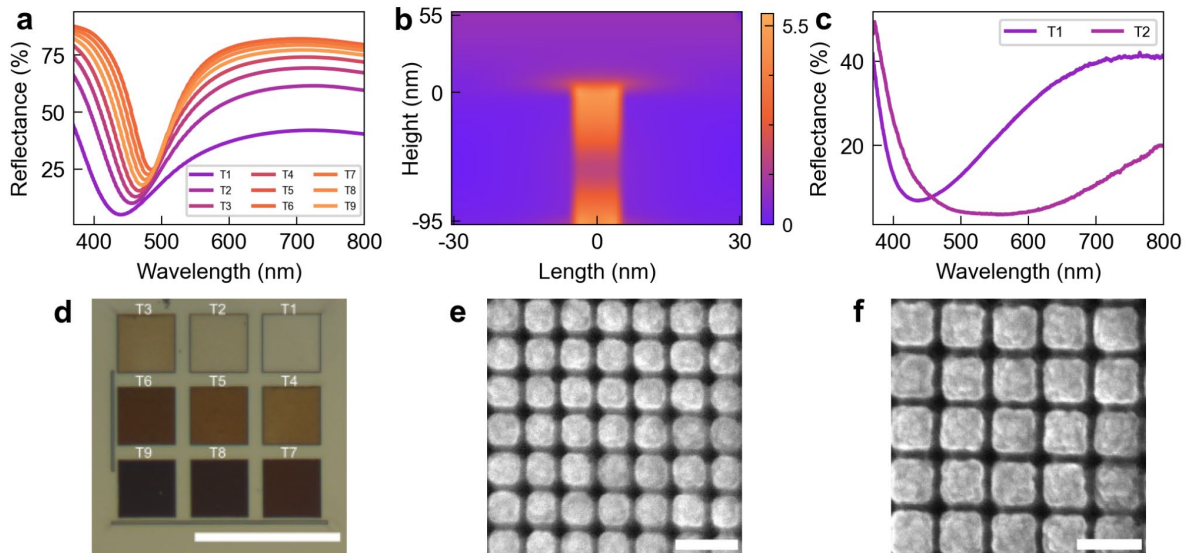 a
75
50
25
Reflectance (%)
T1 T4 T7
T2 T5 T8
T3 T6 T9
400 500 600 700 800
Wavelength (nm)
b
55
0
-95
Height (nm)
-30 0 30
Length (nm)
5.5
0
c
T1 T2
40
20
Reflectance (%)
400 500 600 700 800
Wavelength (nm)
d
T3 T2 T1
T6 T5 T4
T9 T8 T7
e
f